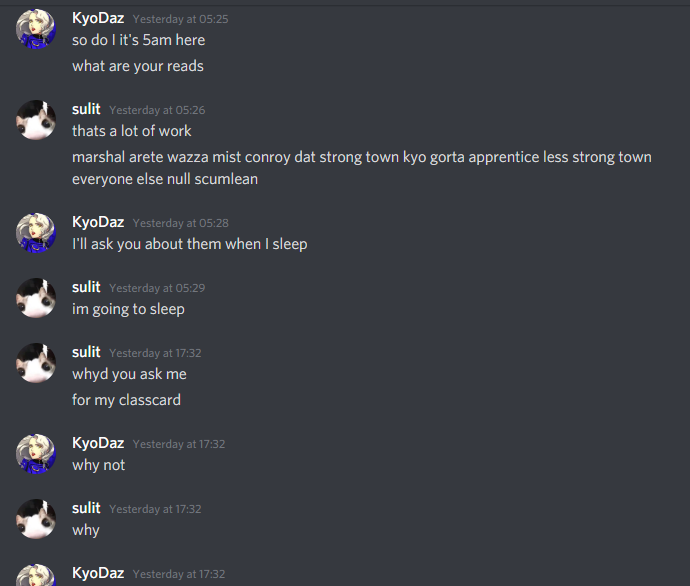 KyoDaz Yesterday at 05:25
so do I it's 5am here
what are your reads
sulit Yesterday at 05:26
thats a lot of work
marshal arete wazza mist conroy dat strong town kyo gorta apprentice less strong town
everyone else null scumlean
KyoDaz Yesterday at 05:28
I'll ask you about them when I sleep
sulit Yesterday at 05:29
im going to sleep
sulit Yesterday at 17:32
whyd you ask me
for my classcard
KyoDaz Yesterday at 17:32
why not
sulit Yesterday at 17:32
why
KyoDaz Yesterday at 17:32